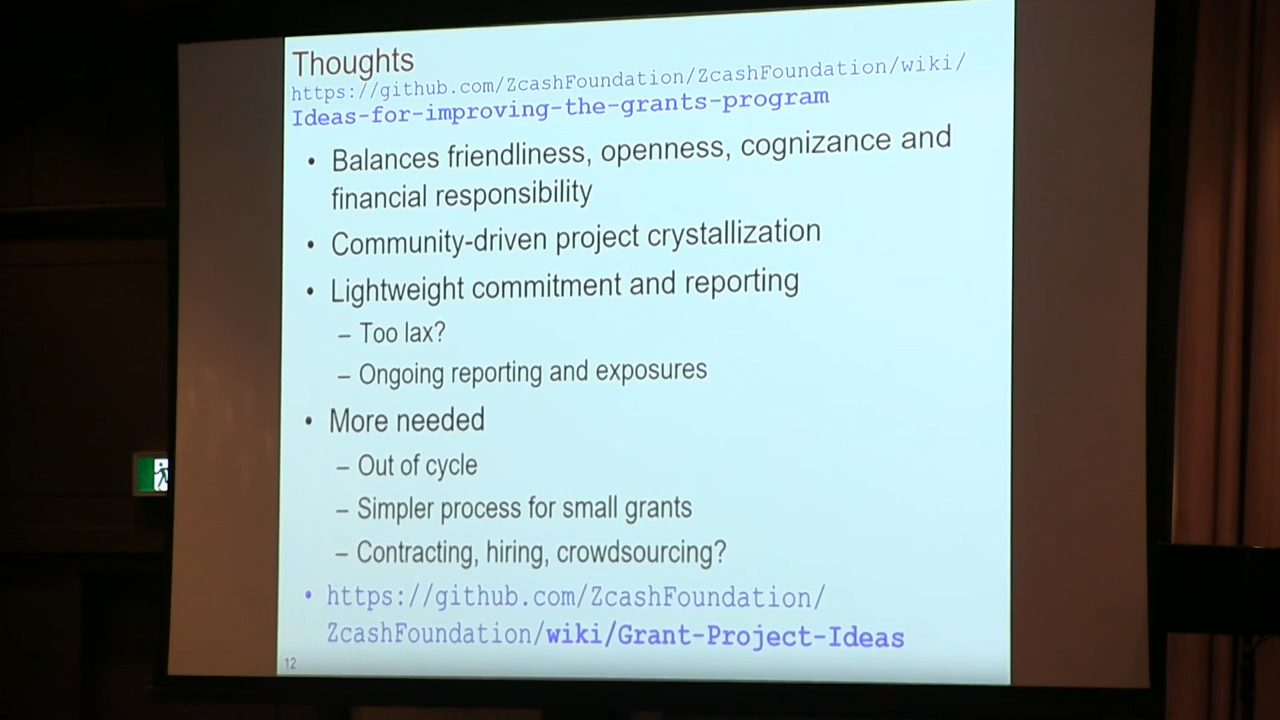 Thoughts
https://github.com/ZcashFoundation/ZcashFoundation/wiki/
Ideas-for-improving-the-grants-program
• Balances friendliness, openness, cognizance and
financial responsibility
• Community-driven project crystallization
• Lightweight commitment and reporting
– Too lax?
– Ongoing reporting and exposures
• More needed
– Out of cycle
– Simpler process for small grants
– Contracting, hiring, crowdsourcing?
• https://github.com/ZcashFoundation/
ZcashFoundation/wiki/Grant-Project-Ideas
12